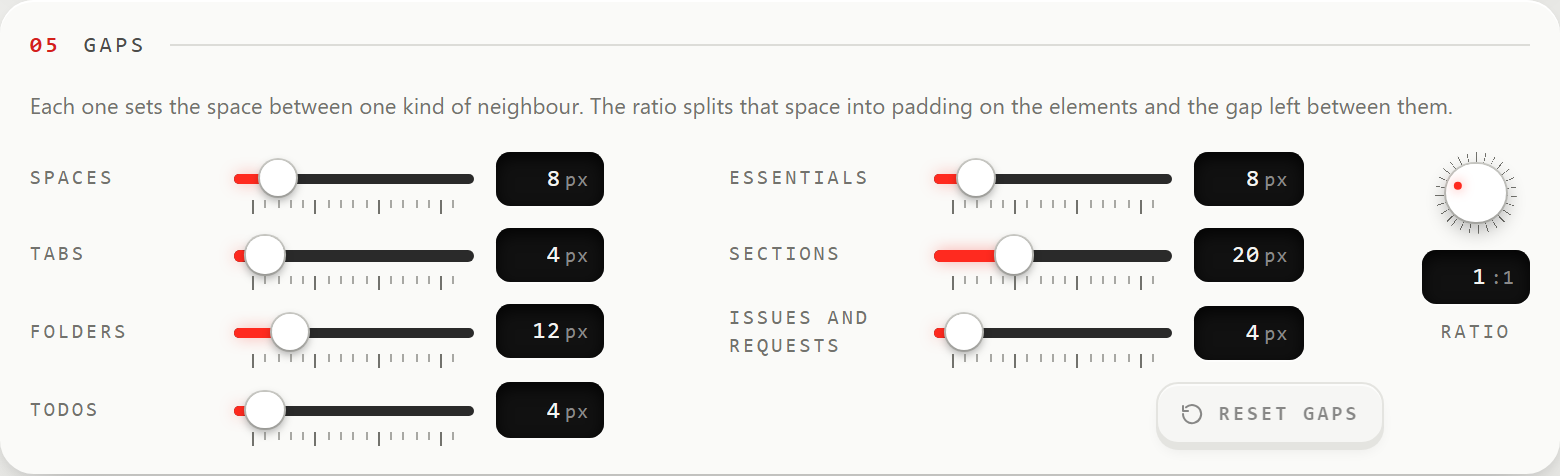 05 GAPS
Each one sets the space between one kind of neighbour. The ratio splits that space into padding on the elements and the gap left between them.
SPACES 8 px
ESSENTIALS 8 px
TABS 4 px
SECTIONS 20 px
1 :1
FOLDERS 12 px
ISSUES AND
REQUESTS 4 px
RATIO
TODOS 4 px
RESET GAPS